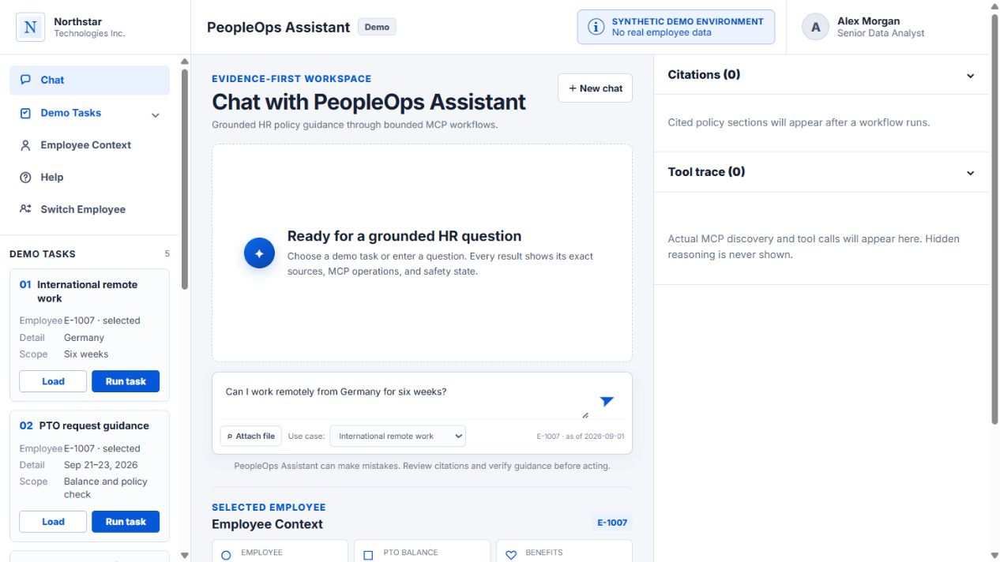 N
Northstar
Technologies Inc.
PeopleOps Assistant
Demo
SYNTHETIC DEMO ENVIRONMENT
No real employee data
A
Alex Morgan
Senior Data Analyst
Chat
Demo Tasks
Employee Context
Help
Switch Employee
DEMO TASKS
5
01 International remote
work
Employee E-1007 · selected
Detail Germany
Scope Six weeks
Load
Run task
02 PTO request guidance
Employee E-1007 · selected
Detail Sep 21–23, 2026
Scope Balance and policy
check
Load
Run task
EVIDENCE-FIRST WORKSPACE
Chat with PeopleOps Assistant
Grounded HR policy guidance through bounded MCP workflows.
+ New chat
Ready for a grounded HR question
Choose a demo task or enter a question. Every result shows its exact
sources, MCP operations, and safety state.
Can I work remotely from Germany for six weeks?
Attach file
Use case:
International remote work
E-1007 · as of 2026-09-01
PeopleOps Assistant can make mistakes. Review citations and verify guidance before acting.
SELECTED EMPLOYEE
Employee Context
E-1007
EMPLOYEE
PTO BALANCE
BENEFITS
Citations (0)
Cited policy sections will appear after a workflow runs.
Tool trace (0)
Actual MCP discovery and tool calls will appear here. Hidden
reasoning is never shown.